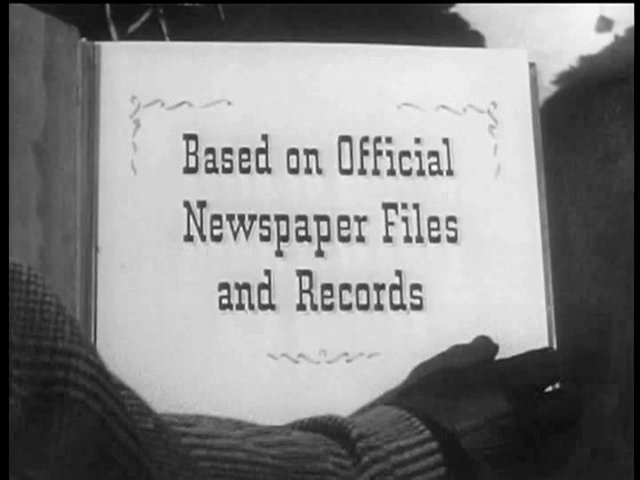 Based on Official
Newspaper Files
and Records